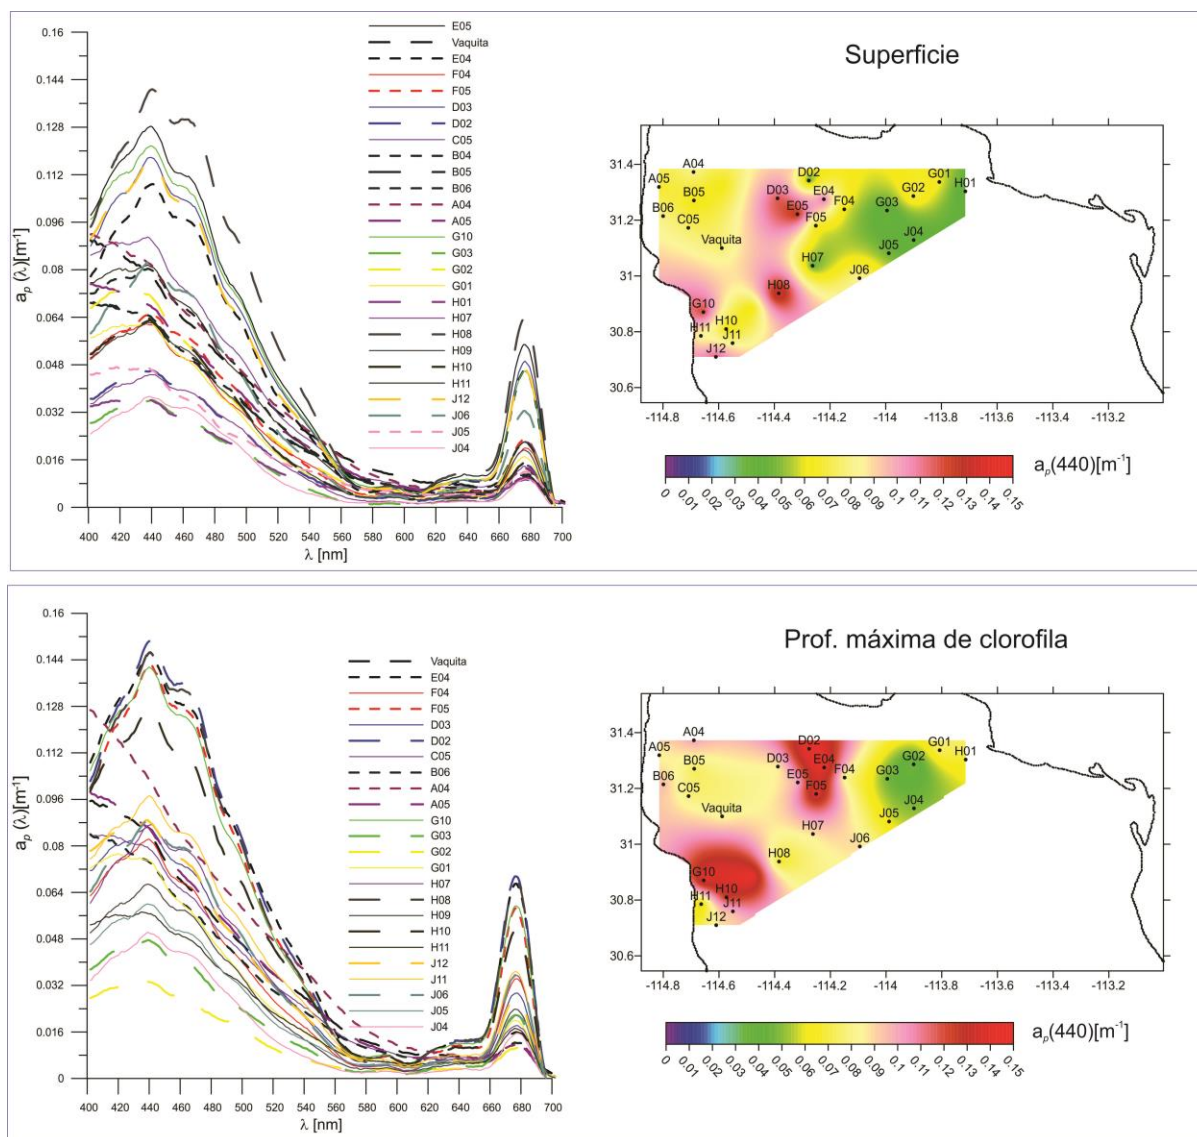 0.16
0.144
0.128
0.112
0.096
0.08
0.064
0.048
0.032
0.016
0
aₚ(λ)[m⁻¹]
400 420 440 460 480 500 520 540 560 580 600 620 640 660 680 700
λ [nm]
E05
Vaquita
E04
F04
F05
D03
D02
C05
B04
B05
B06
A04
A05
G10
G03
G02
G01
H01
H07
H08
H09
H10
H11
J12
J06
J05
J04
Superficie
31.4
31.2
31
30.8
30.6
A04
A05
B05
B06
C05
Vaquita
D02
D03
E04
E05
F04
F05
G01
H01
G02
G03
J04
J05
H07
J06
H08
G10
H10
H11
J11
J12
-114.8 -114.6 -114.4 -114.2 -114 -113.8 -113.6 -113.4 -113.2
0 0.01 0.02 0.03 0.04 0.05 0.06 0.07 0.08 0.09 0.1 0.11 0.12 0.13 0.14 0.15
aₚ(440)[m⁻¹]
0.16
0.144
0.128
0.112
0.096
0.08
0.064
0.048
0.032
0.016
0
aₚ(λ)[m⁻¹]
400 420 440 460 480 500 520 540 560 580 600 620 640 660 680 700
λ [nm]
Vaquita
E04
F04
F05
D03
D02
C05
B06
A04
A05
G10
G03
G02
G01
H07
H08
H09
H10
H11
J12
J11
J06
J05
J04
Prof. máxima de clorofila
31.4
31.2
31
30.8
30.6
A04
A05
B05
B06
C05
Vaquita
D02
D03
E04
E05
F04
F05
G01
H01
G02
G03
J04
J05
H07
J06
H08
G10
H10
H11
J11
J12
-114.8 -114.6 -114.4 -114.2 -114 -113.8 -113.6 -113.4 -113.2
0 0.01 0.02 0.03 0.04 0.05 0.06 0.07 0.08 0.09 0.1 0.11 0.12 0.13 0.14 0.15
aₚ(440)[m⁻¹]